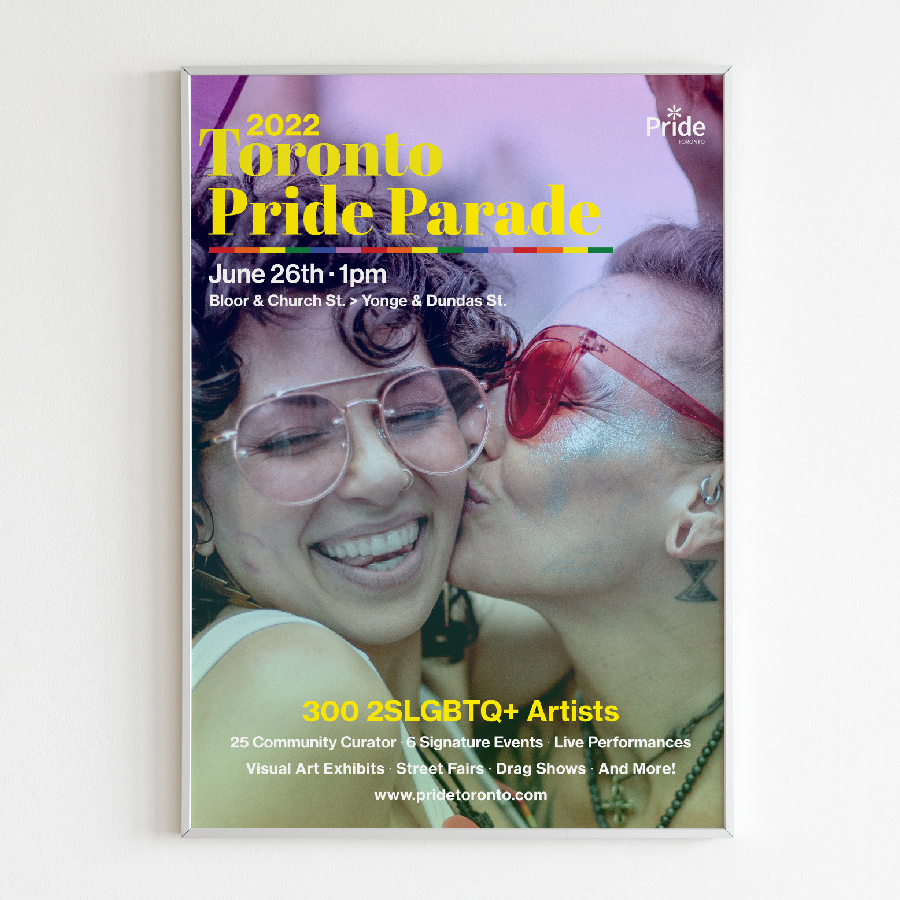 2022
Toronto
Pride Parade
June 26th · 1pm
Bloor & Church St. > Yonge & Dundas St.
Pride
TORONTO
300 2SLGBTQ+ Artists
25 Community Curator · 6 Signature Events · Live Performances
Visual Art Exhibits · Street Fairs · Drag Shows · And More!
www.pridetoronto.com